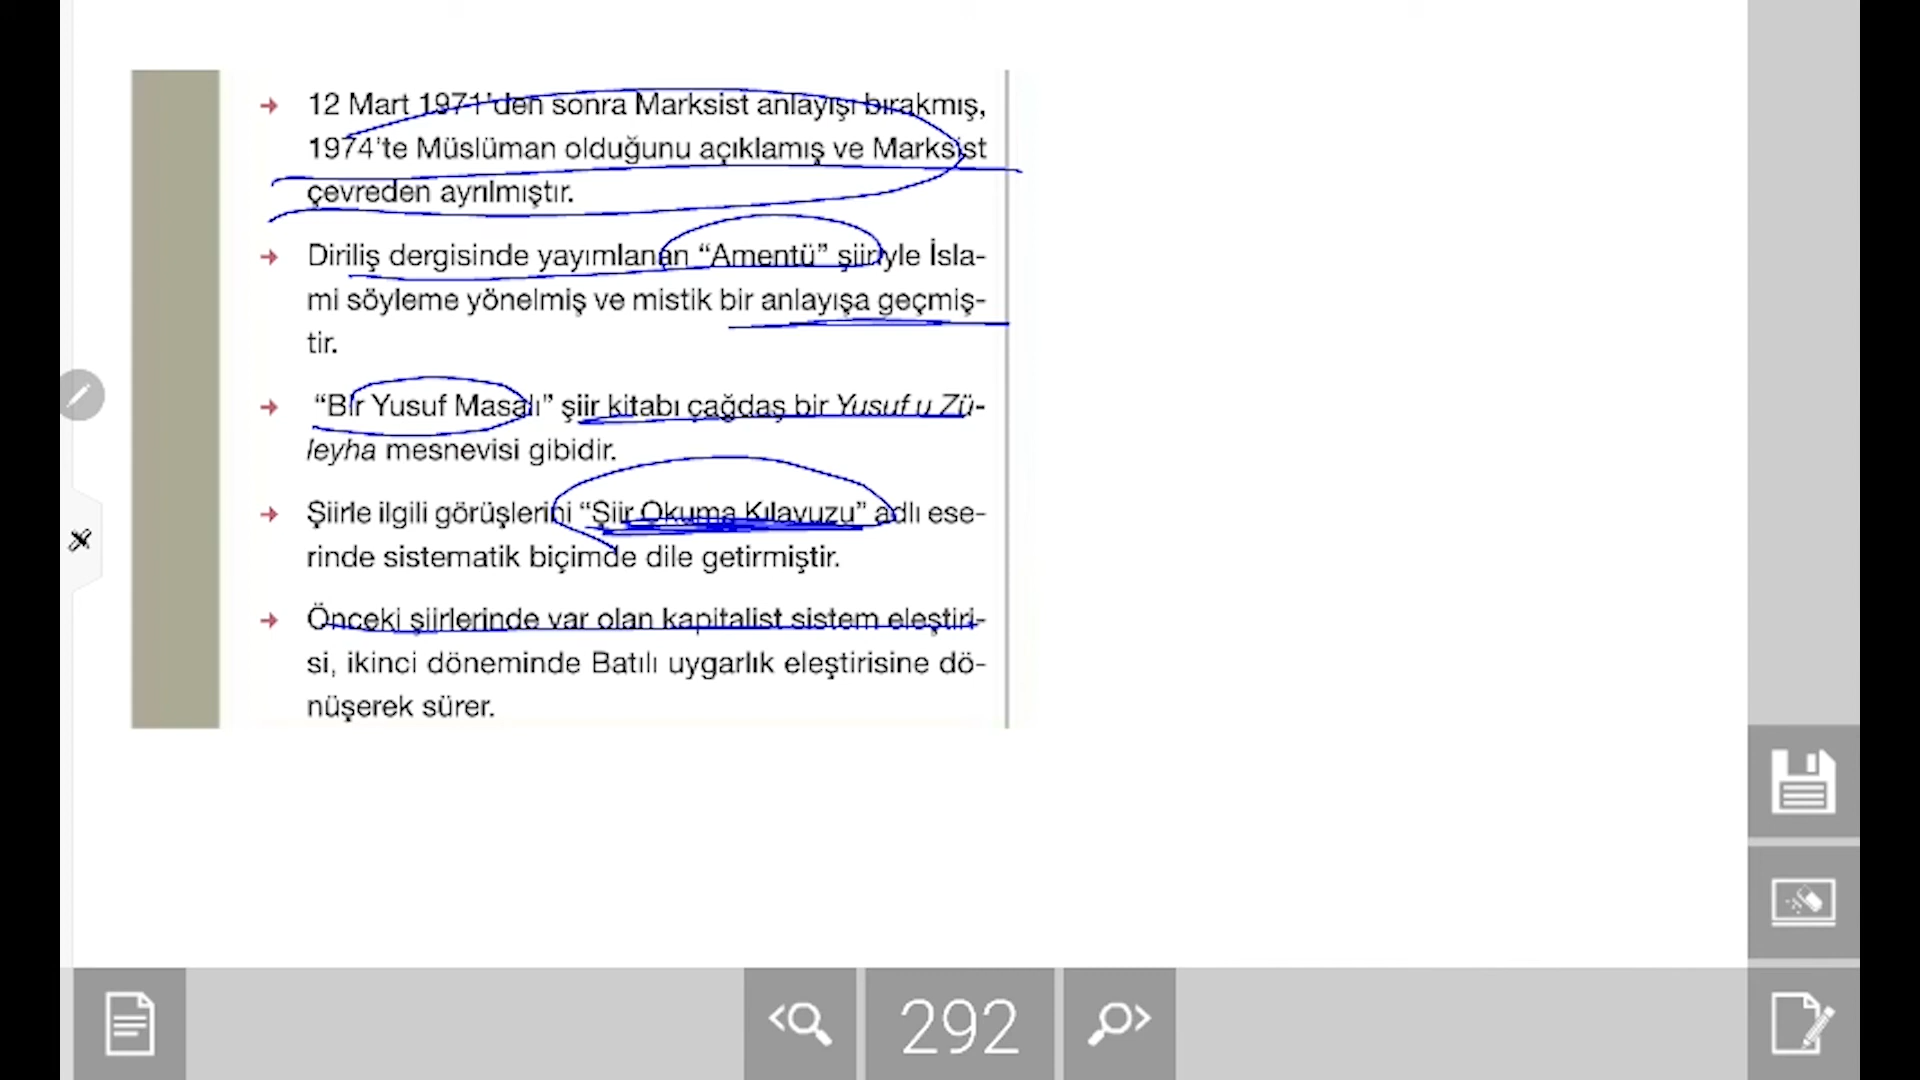 12 Mart 1971'den sonra Marksist anlayışı bırakmış,
1974'te Müslüman olduğunu açıklamış ve Marksist
çevreden ayrılmıştır.
Diriliş dergisinde yayımlanan “Amentü” şiiriyle İsla-
mi söyleme yönelmiş ve mistik bir anlayışa geçmiş-
tir.
“Bir Yusuf Masalı” şiir kitabı çağdaş bir Yusuf u Zü-
leyha mesnevisi gibidir.
Şiirle ilgili görüşlerini “Şiir Okuma Kılavuzu” adlı ese-
rinde sistematik biçimde dile getirmiştir.
Önceki şiirlerinde var olan kapitalist sistem eleştiri-
si, ikinci döneminde Batılı uygarlık eleştirisine dö-
nüşerek sürer.
292